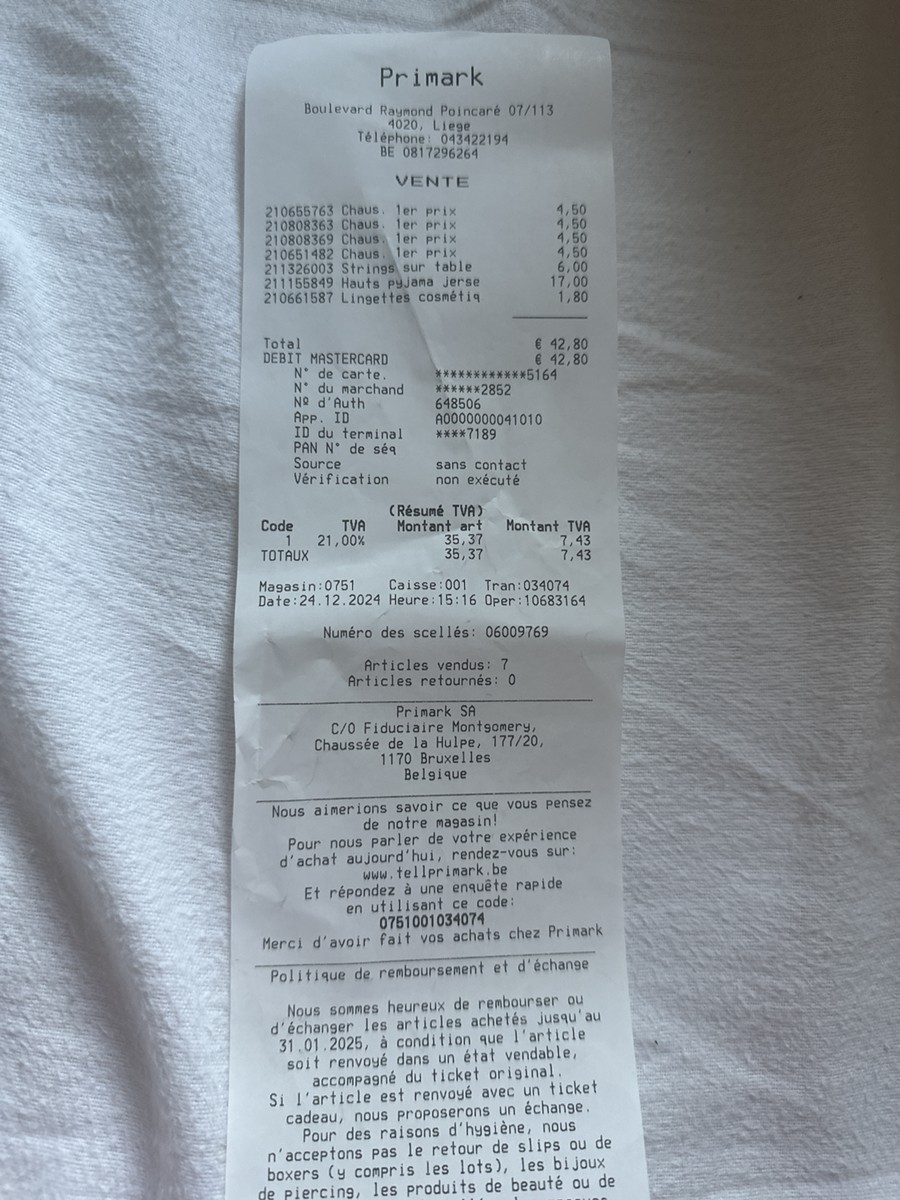 Primark
Boulevard Raymond Poincaré 07/113
4020, Liege
Téléphone: 043422194
BE 0817296264
VENTE
210655763 Chaus. 1er prix 4,50
210808363 Chaus. 1er prix 4,50
210808369 Chaus. 1er prix 4,50
210651482 Chaus. 1er prix 4,50
211326003 Strings sur table 6,00
211155849 Hauts pyjama jerse 17,00
210661587 Lingettes cosmétiq 1,80
Total € 42,80
DEBIT MASTERCARD € 42,80
N° de carte. ************5164
N° du marchand ******2852
Nº d'Auth 648506
App. ID A0000000041010
ID du terminal ****7189
PAN N° de séq
Source sans contact
Vérification non exécuté
(Résumé TVA)
Code TVA Montant art Montant TVA
1 21,00% 35,37 7,43
TOTAUX 35,37 7,43
Magasin:0751 Caisse:001 Tran:034074
Date:24.12.2024 Heure:15:16 Oper:10683164
Numéro des scellés: 06009769
Articles vendus: 7
Articles retournés: 0
Primark SA
C/O Fiduciaire Montgomery,
Chaussée de la Hulpe, 177/20,
1170 Bruxelles
Belgique
Nous aimerions savoir ce que vous pensez
de notre magasin!
Pour nous parler de votre expérience
d'achat aujourd'hui, rendez-vous sur:
www.tellprimark.be
Et répondez à une enquête rapide
en utilisant ce code:
0751001034074
Merci d'avoir fait vos achats chez Primark
Politique de remboursement et d'échange
Nous sommes heureux de rembourser ou
d'échanger les articles achetés jusqu'au
31.01.2025, à condition que l'article
soit renvoyé dans un état vendable,
accompagné du ticket original.
Si l'article est renvoyé avec un ticket
cadeau, nous proposerons un échange.
Pour des raisons d'hygiène, nous
n'acceptons pas le retour de slips ou de
boxers (y compris les lots), les bijoux
de piercing, les produits de beauté ou de